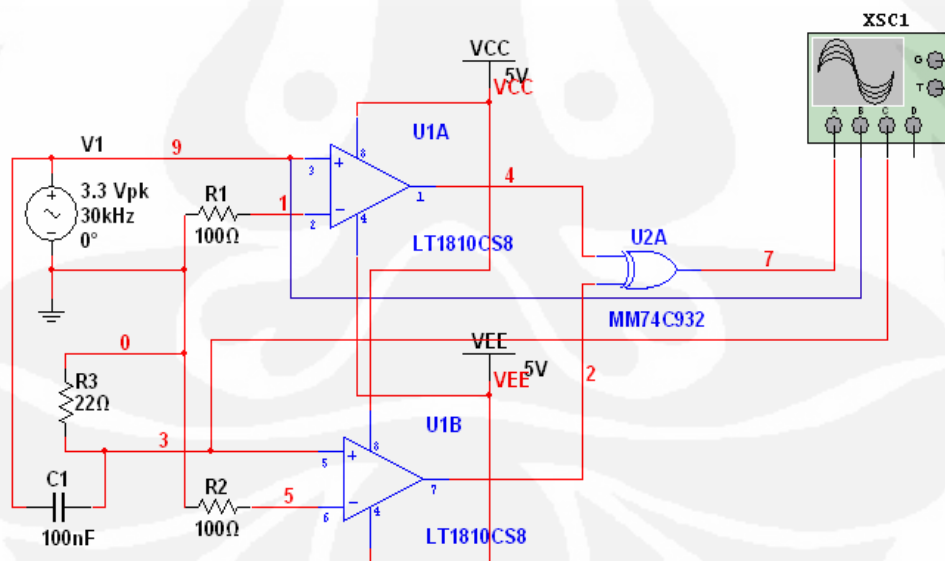 XSC1
G
T
A B C D
VCC
5V
VCC
U1A
V1
9
3.3 Vpk
30kHz
0°
+
-
8
3
2
4
1
4
R1
1
100Ω
LT1810CS8
U2A
7
MM74C932
VEE
5V
VEE
2
0
R3
22Ω
3
U1B
+
-
8
5
6
4
7
R2
5
100Ω
C1
100nF
LT1810CS8